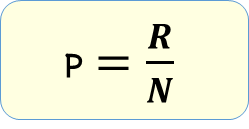 P = R/N